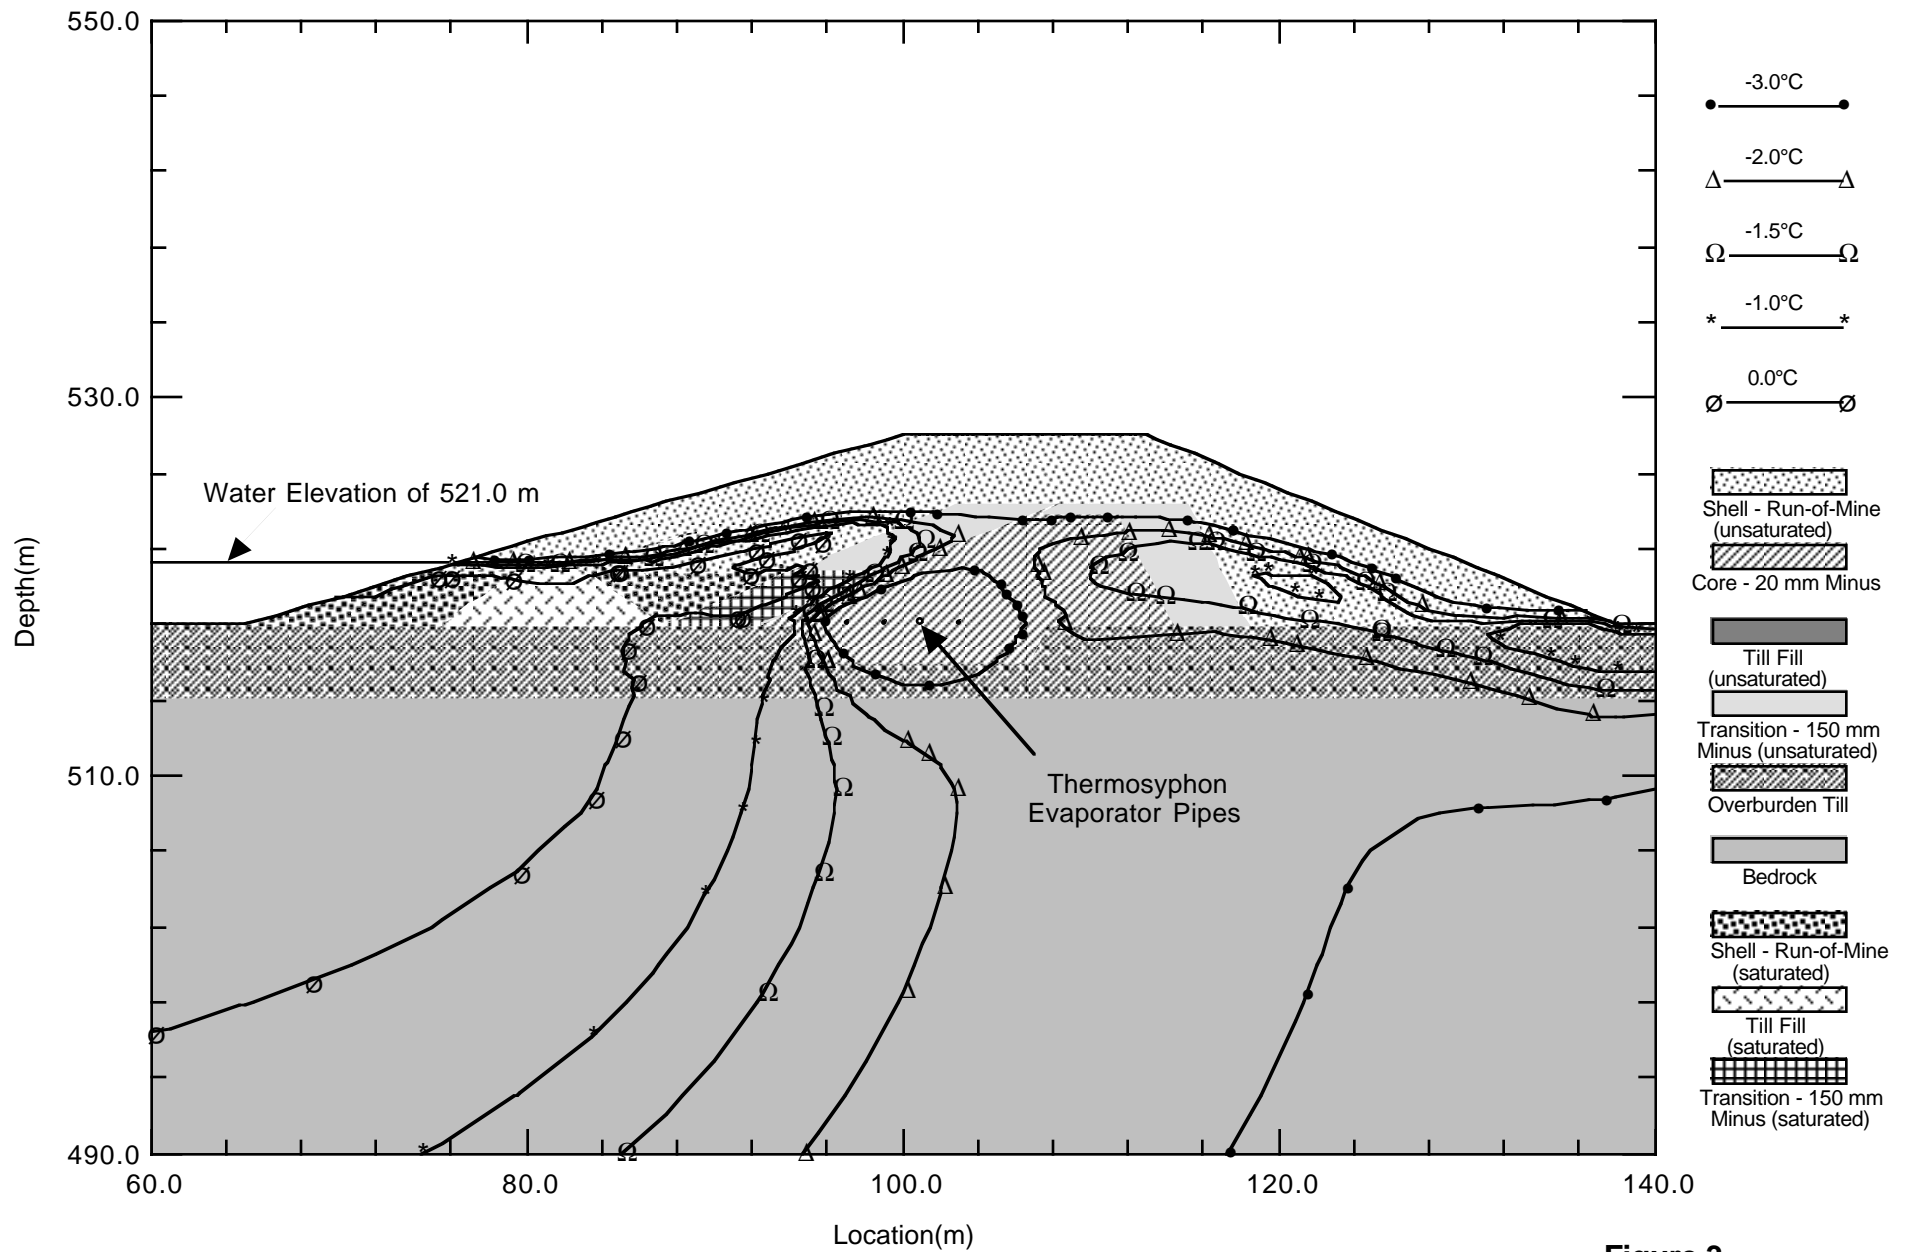 550.0
530.0
510.0
490.0
Depth(m)
60.0
80.0
100.0
120.0
140.0
Location(m)
Water Elevation of 521.0 m
Thermosyphon
Evaporator Pipes
-3.0°C
-2.0°C
Δ Δ
-1.5°C
Ω Ω
-1.0°C
* *
0.0°C
Ø Ø
Shell - Run-of-Mine
(unsaturated)
Core - 20 mm Minus
Till Fill
(unsaturated)
Transition - 150 mm
Minus (unsaturated)
Overburden Till
Bedrock
Shell - Run-of-Mine
(saturated)
Till Fill
(saturated)
Transition - 150 mm
Minus (saturated)